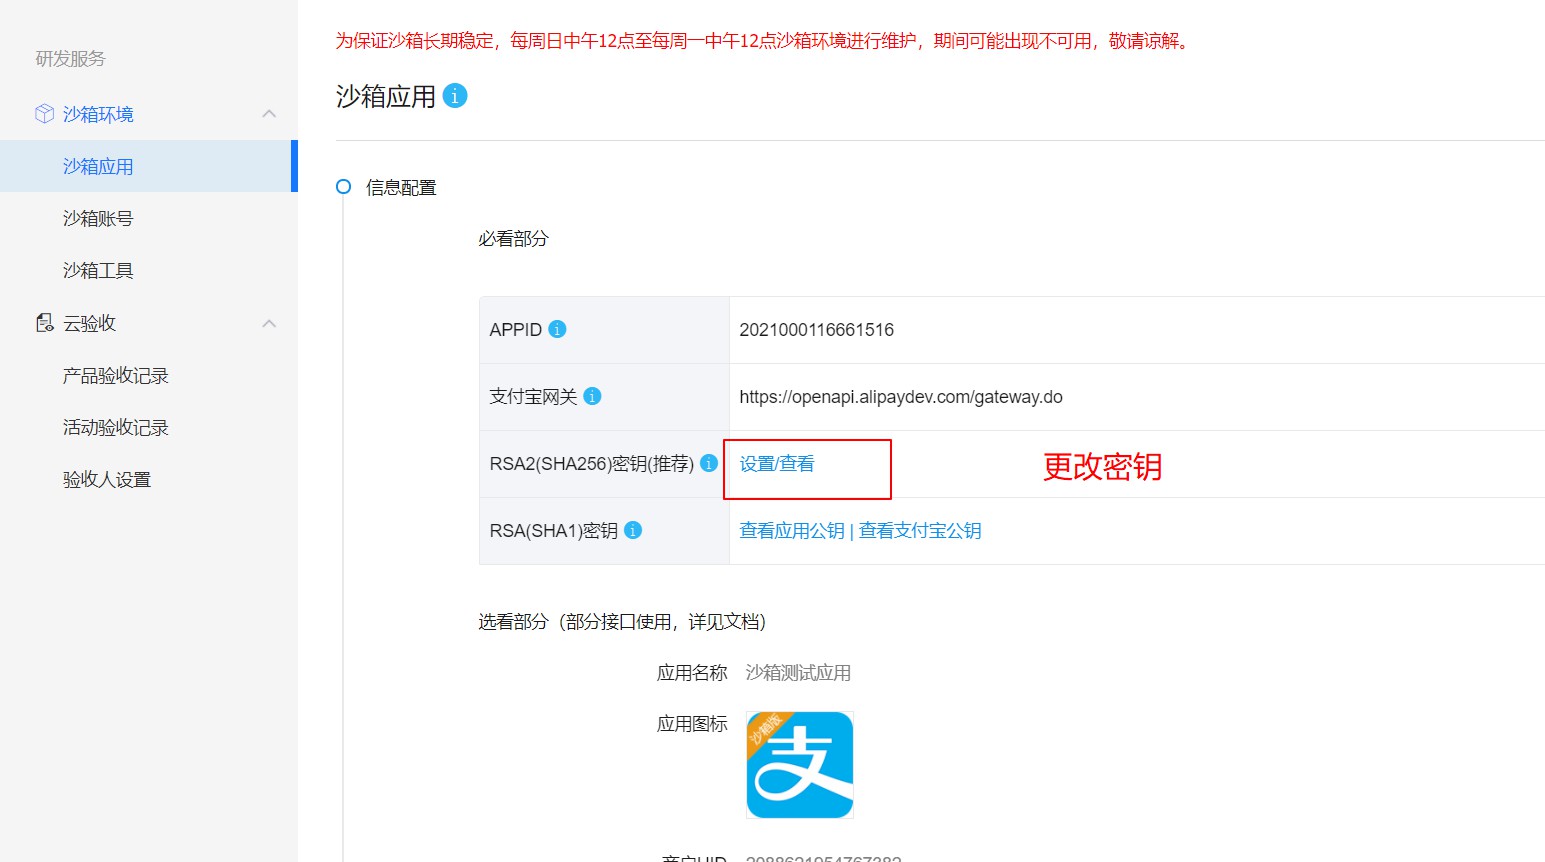 为保证沙箱长期稳定，每周日中午12点至每周一中午12点沙箱环境进行维护，期间可能出现不可用，敬请谅解。
研发服务
沙箱环境
沙箱应用
沙箱账号
沙箱工具
云验收
产品验收记录
活动验收记录
验收人设置
沙箱应用
信息配置
必看部分
APPID 2021000116661516
支付宝网关 https://openapi.alipaydev.com/gateway.do
RSA2(SHA256)密钥(推荐) 设置/查看 更改密钥
RSA(SHA1)密钥 查看应用公钥 | 查看支付宝公钥
选看部分（部分接口使用，详见文档）
应用名称 沙箱测试应用
应用图标
沙箱版
支
商户UID 2088621954767382